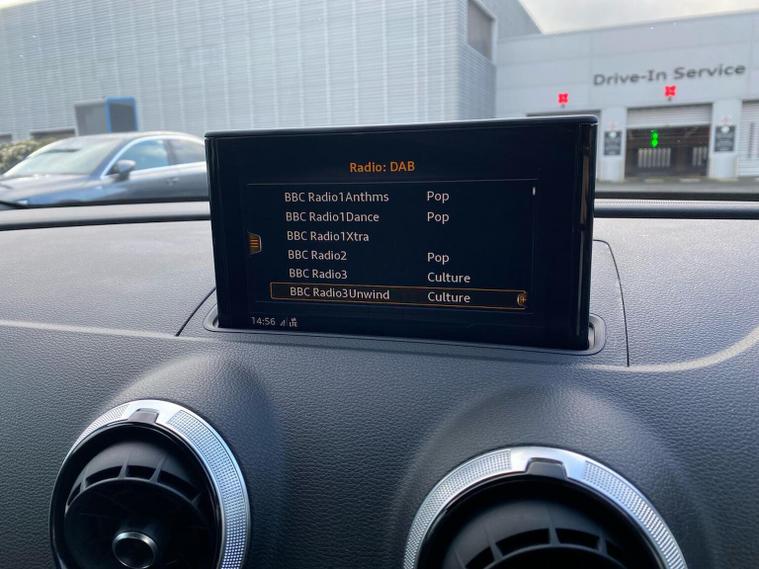 Drive-In Service
Radio: DAB
BBC Radio1Anthms Pop
BBC Radio1Dance Pop
BBC Radio1Xtra
BBC Radio2 Pop
BBC Radio3 Culture
BBC Radio3Unwind Culture
14:56